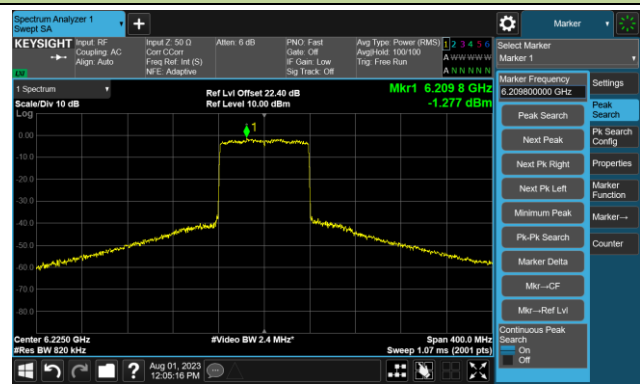 Spectrum Analyzer 1
Swept SA
Marker
KEYSIGHT
Input: RF
Coupling: AC
Align: Auto
Input Z: 50 Ω
Corr CCorr
Freq Ref: Int (S)
NFE: Adaptive
Atten: 6 dB
PNO: Fast
Gate: Off
IF Gain: Low
Sig Track: Off
Avg Type: Power (RMS)
Avg|Hold: 100/100
Trig: Free Run
1 2 3 4 5 6
A W W W W W
A N N N N N
LXI
Select Marker
Marker 1
1 Spectrum
Scale/Div 10 dB
Log
Ref Lvl Offset 22.40 dB
Ref Level 10.00 dBm
Mkr1 6.209 8 GHz
-1.277 dBm
1
0.00
-10.0
-20.0
-30.0
-40.0
-50.0
-60.0
-70.0
-80.0
Center 6.2250 GHz
#Res BW 820 kHz
#Video BW 2.4 MHz*
Span 400.0 MHz
Sweep 1.07 ms (2001 pts)
Marker Frequency
6.209800000 GHz
Peak Search
Next Peak
Next Pk Right
Next Pk Left
Minimum Peak
Pk-Pk Search
Marker Delta
Mkr→CF
Mkr→Ref Lvl
Continuous Peak
Search
On
Off
Settings
Peak
Search
Pk Search
Config
Properties
Marker
Function
Marker→
Counter
?
Aug 01, 2023
12:05:16 PM